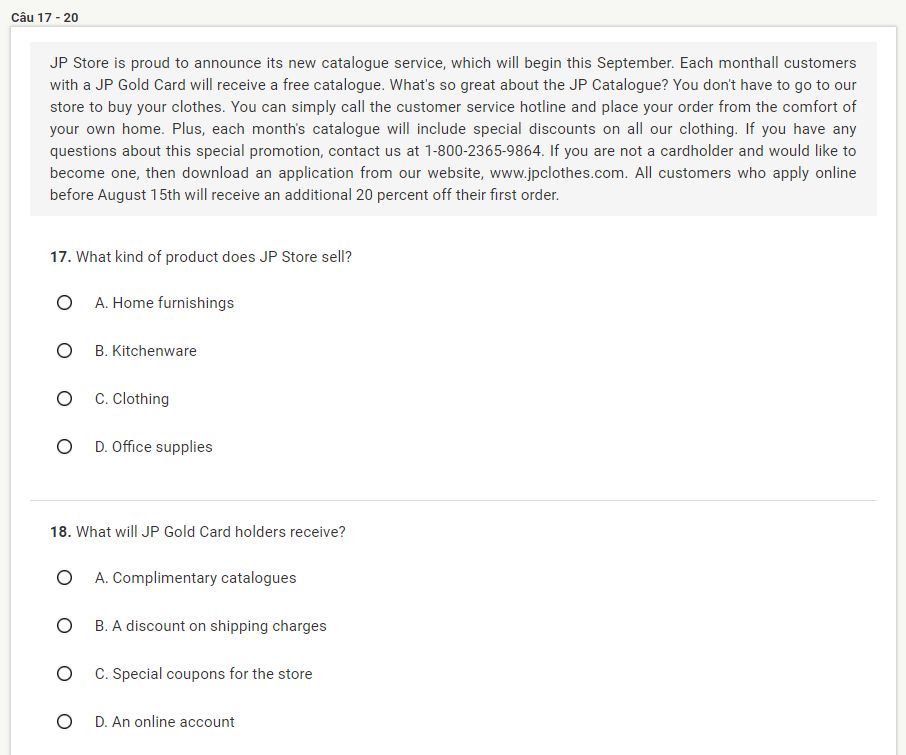 Câu 17 - 20
JP Store is proud to announce its new catalogue service, which will begin this September. Each monthall customers
with a JP Gold Card will receive a free catalogue. What's so great about the JP Catalogue? You don't have to go to our
store to buy your clothes. You can simply call the customer service hotline and place your order from the comfort of
your own home. Plus, each month's catalogue will include special discounts on all our clothing. If you have any
questions about this special promotion, contact us at 1-800-2365-9864. If you are not a cardholder and would like to
become one, then download an application from our website, www.jpclothes.com. All customers who apply online
before August 15th will receive an additional 20 percent off their first order.
17. What kind of product does JP Store sell?
A. Home furnishings
B. Kitchenware
C. Clothing
D. Office supplies
18. What will JP Gold Card holders receive?
A. Complimentary catalogues
B. A discount on shipping charges
C. Special coupons for the store
D. An online account